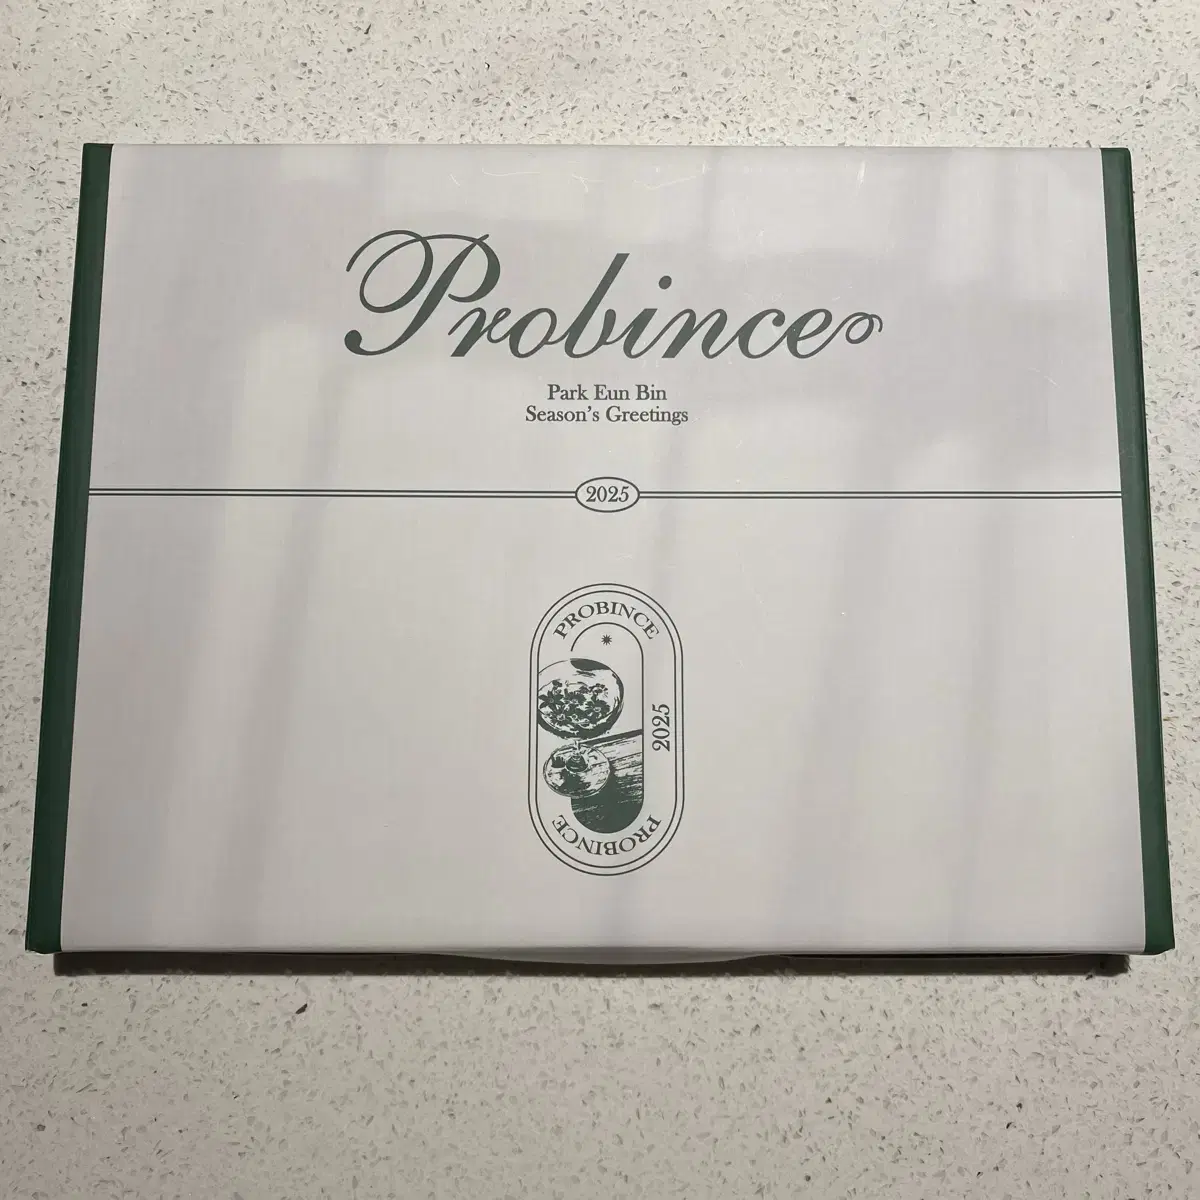 Probince
Park Eun Bin
Season's Greetings
2025
PROBINCE
2025
PROBINCE